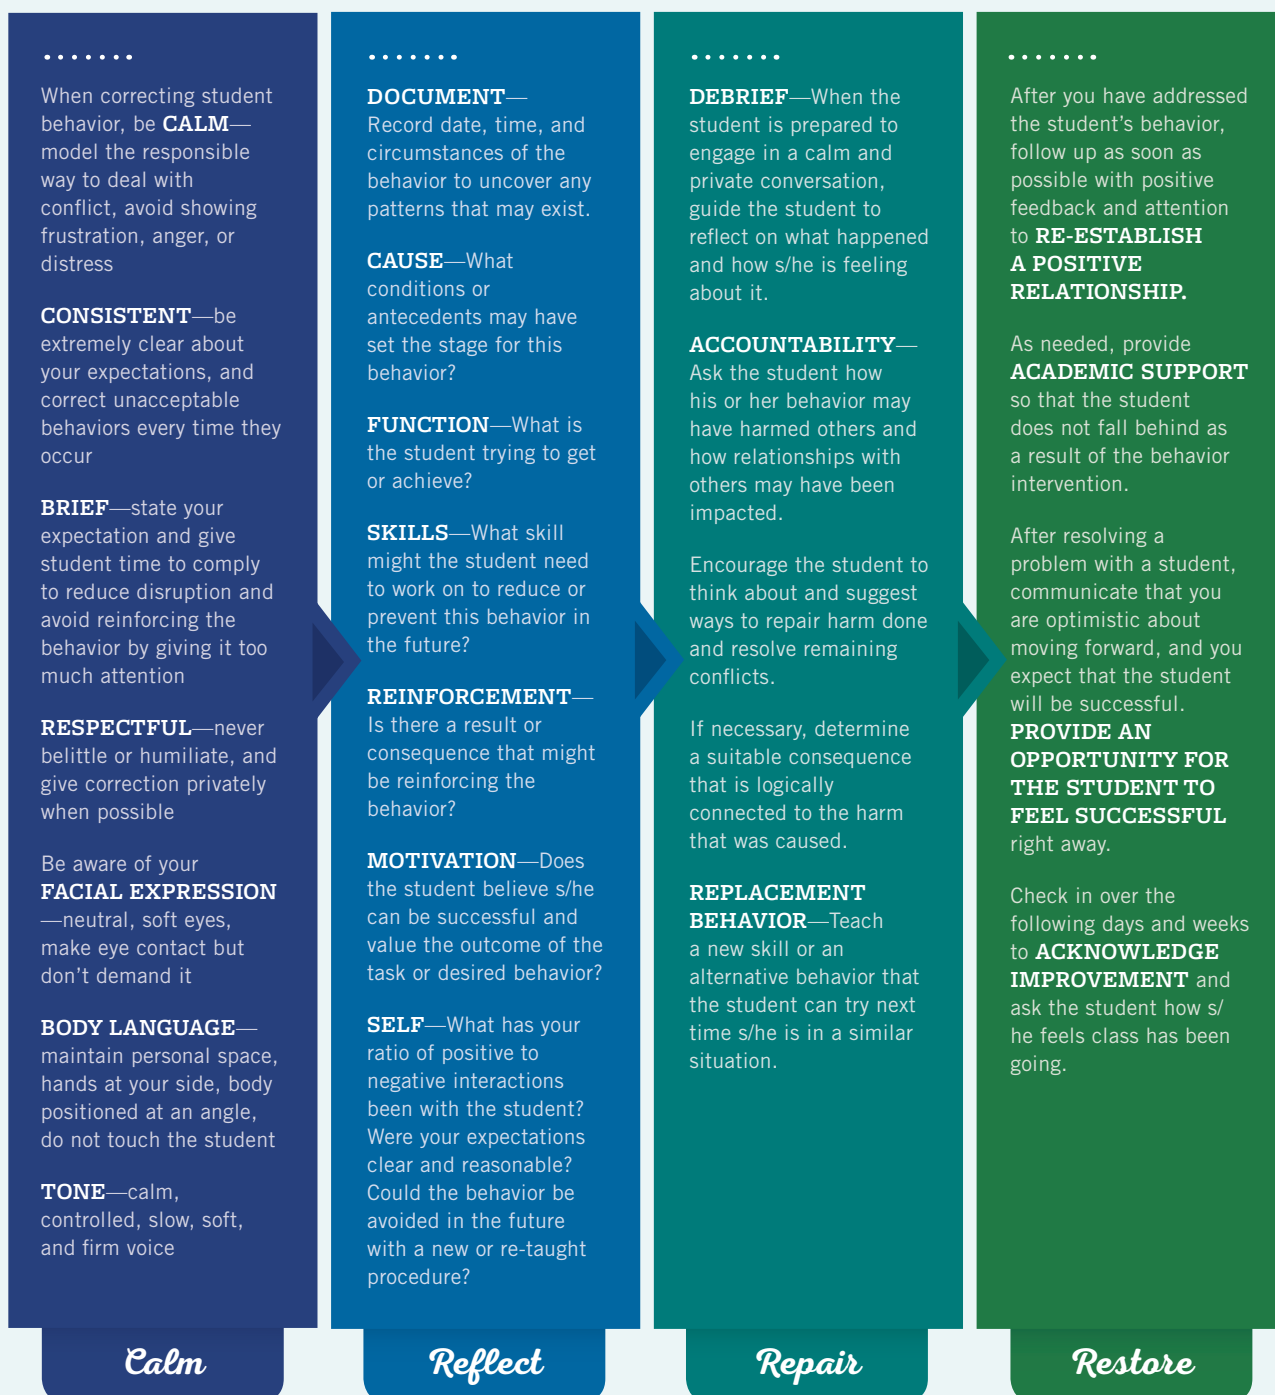 When correcting student
behavior, be CALM—
model the responsible
way to deal with
conflict, avoid showing
frustration, anger, or
distress
CONSISTENT—be
extremely clear about
your expectations, and
correct unacceptable
behaviors every time they
occur
BRIEF—state your
expectation and give
student time to comply
to reduce disruption and
avoid reinforcing the
behavior by giving it too
much attention
RESPECTFUL—never
belittle or humiliate, and
give correction privately
when possible
Be aware of your
FACIAL EXPRESSION
—neutral, soft eyes,
make eye contact but
don’t demand it
BODY LANGUAGE—
maintain personal space,
hands at your side, body
positioned at an angle,
do not touch the student
TONE—calm,
controlled, slow, soft,
and firm voice
Calm
DOCUMENT—
Record date, time, and
circumstances of the
behavior to uncover any
patterns that may exist.
CAUSE—What
conditions or
antecedents may have
set the stage for this
behavior?
FUNCTION—What is
the student trying to get
or achieve?
SKILLS—What skill
might the student need
to work on to reduce or
prevent this behavior in
the future?
REINFORCEMENT—
Is there a result or
consequence that might
be reinforcing the
behavior?
MOTIVATION—Does
the student believe s/he
can be successful and
value the outcome of the
task or desired behavior?
SELF—What has your
ratio of positive to
negative interactions
been with the student?
Were your expectations
clear and reasonable?
Could the behavior be
avoided in the future
with a new or re-taught
procedure?
Reflect
DEBRIEF—When the
student is prepared to
engage in a calm and
private conversation,
guide the student to
reflect on what happened
and how s/he is feeling
about it.
ACCOUNTABILITY—
Ask the student how
his or her behavior may
have harmed others and
how relationships with
others may have been
impacted.
Encourage the student to
think about and suggest
ways to repair harm done
and resolve remaining
conflicts.
If necessary, determine
a suitable consequence
that is logically
connected to the harm
that was caused.
REPLACEMENT
BEHAVIOR—Teach
a new skill or an
alternative behavior that
the student can try next
time s/he is in a similar
situation.
Repair
After you have addressed
the student’s behavior,
follow up as soon as
possible with positive
feedback and attention
to RE-ESTABLISH
A POSITIVE
RELATIONSHIP.
As needed, provide
ACADEMIC SUPPORT
so that the student
does not fall behind as
a result of the behavior
intervention.
After resolving a
problem with a student,
communicate that you
are optimistic about
moving forward, and you
expect that the student
will be successful.
PROVIDE AN
OPPORTUNITY FOR
THE STUDENT TO
FEEL SUCCESSFUL
right away.
Check in over the
following days and weeks
to ACKNOWLEDGE
IMPROVEMENT and
ask the student how s/
he feels class has been
going.
Restore